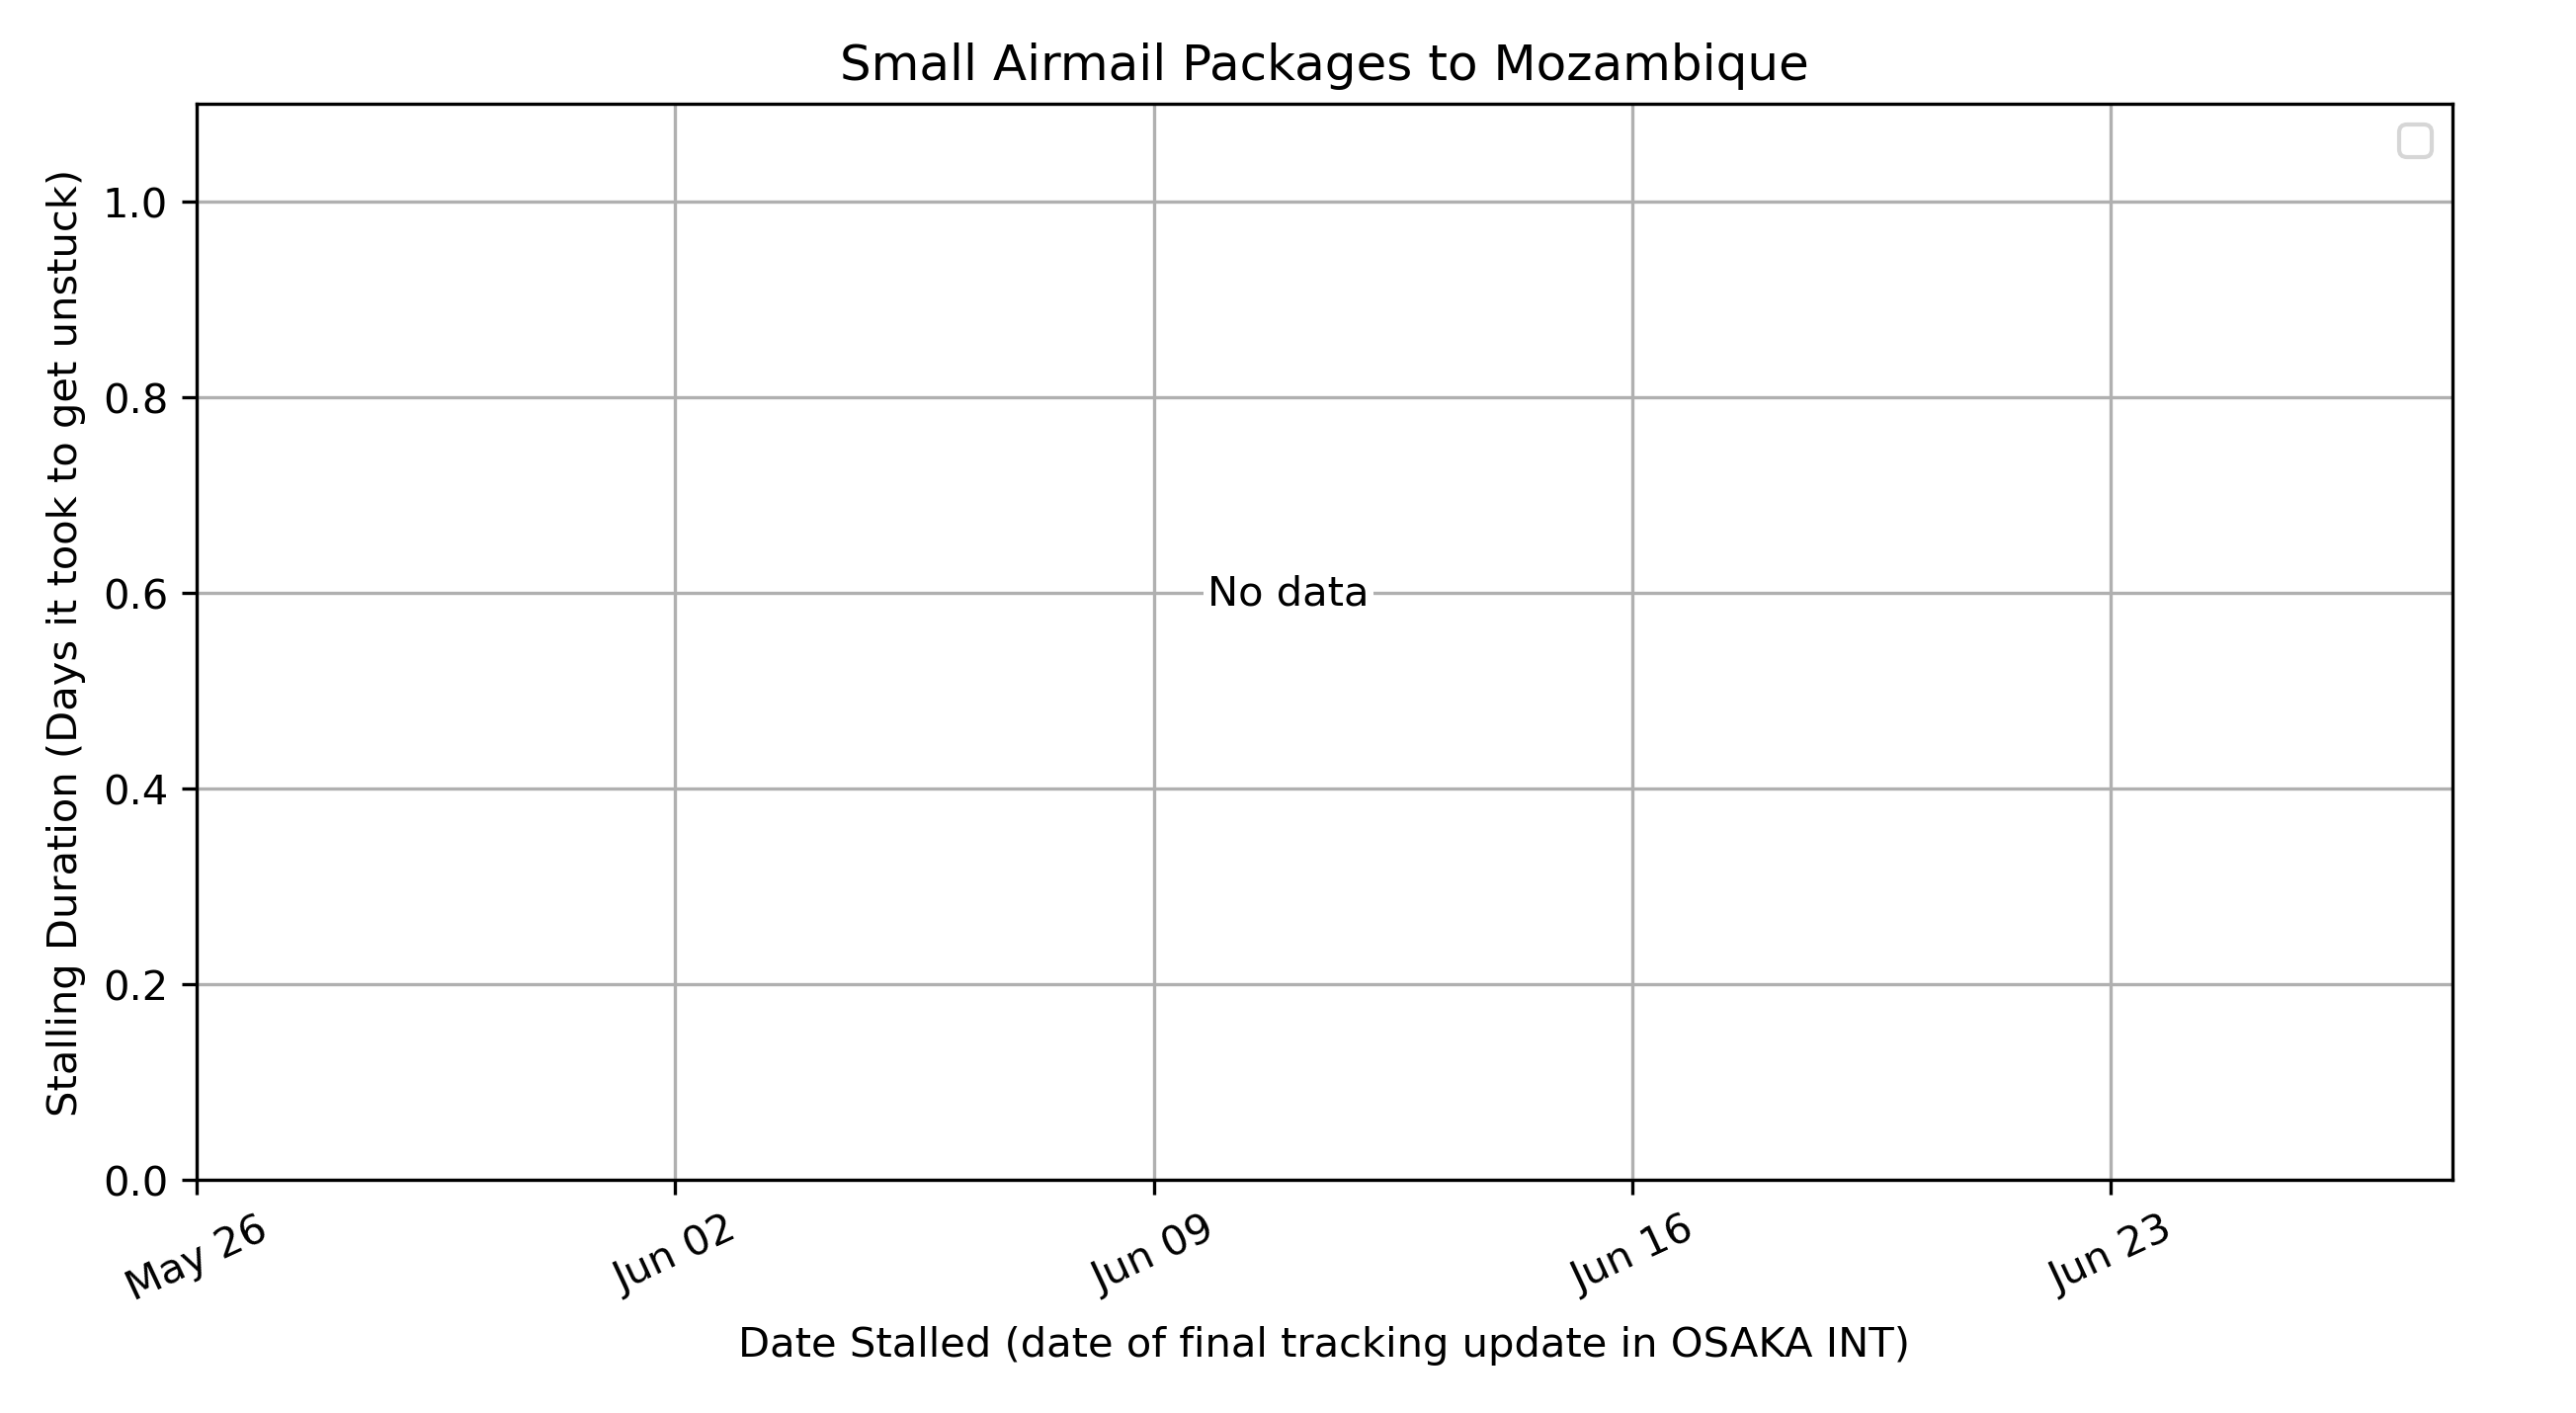 Small Airmail Packages to Mozambique
Stalling Duration (Days it took to get unstuck)
1.0
0.8
0.6
0.4
0.2
0.0
No data
May 26
Jun 02
Jun 09
Jun 16
Jun 23
Date Stalled (date of final tracking update in OSAKA INT)